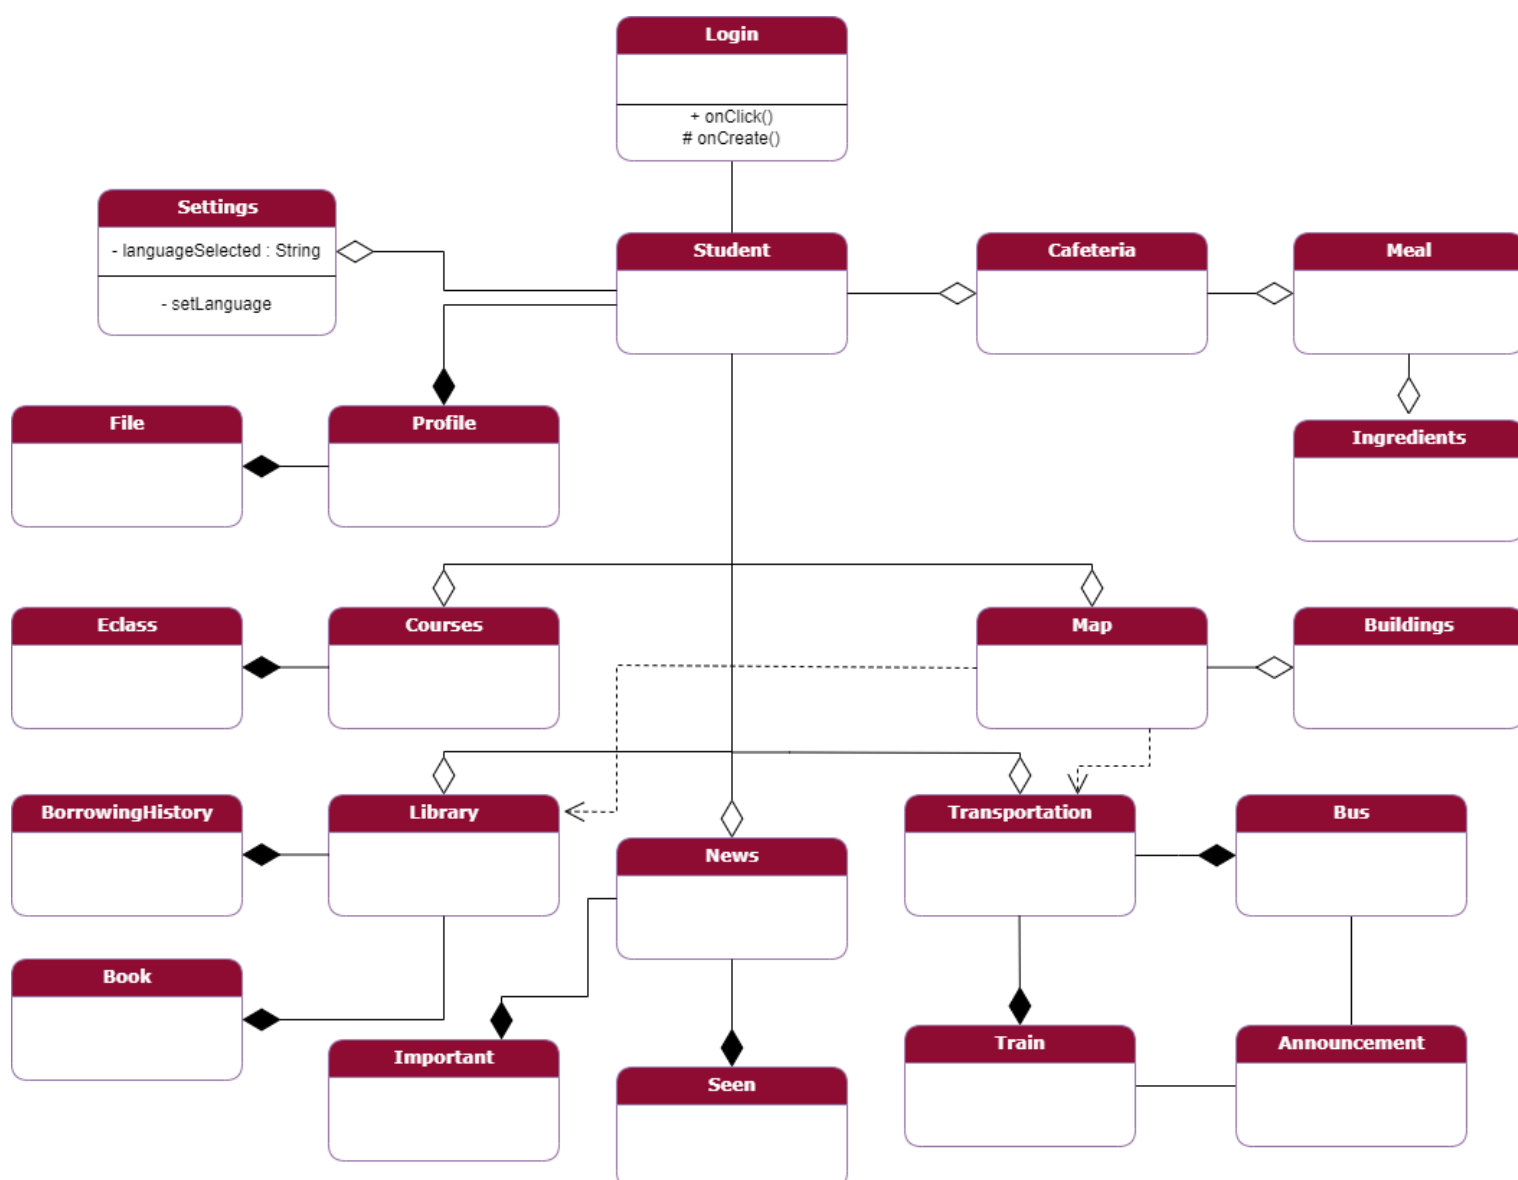 Login
+ onClick()
# onCreate()
Settings
- languageSelected : String
- setLanguage
Student
Cafeteria
Meal
File
Profile
Ingredients
Eclass
Courses
Map
Buildings
BorrowingHistory
Library
Transportation
Bus
News
Book
Important
Train
Announcement
Seen